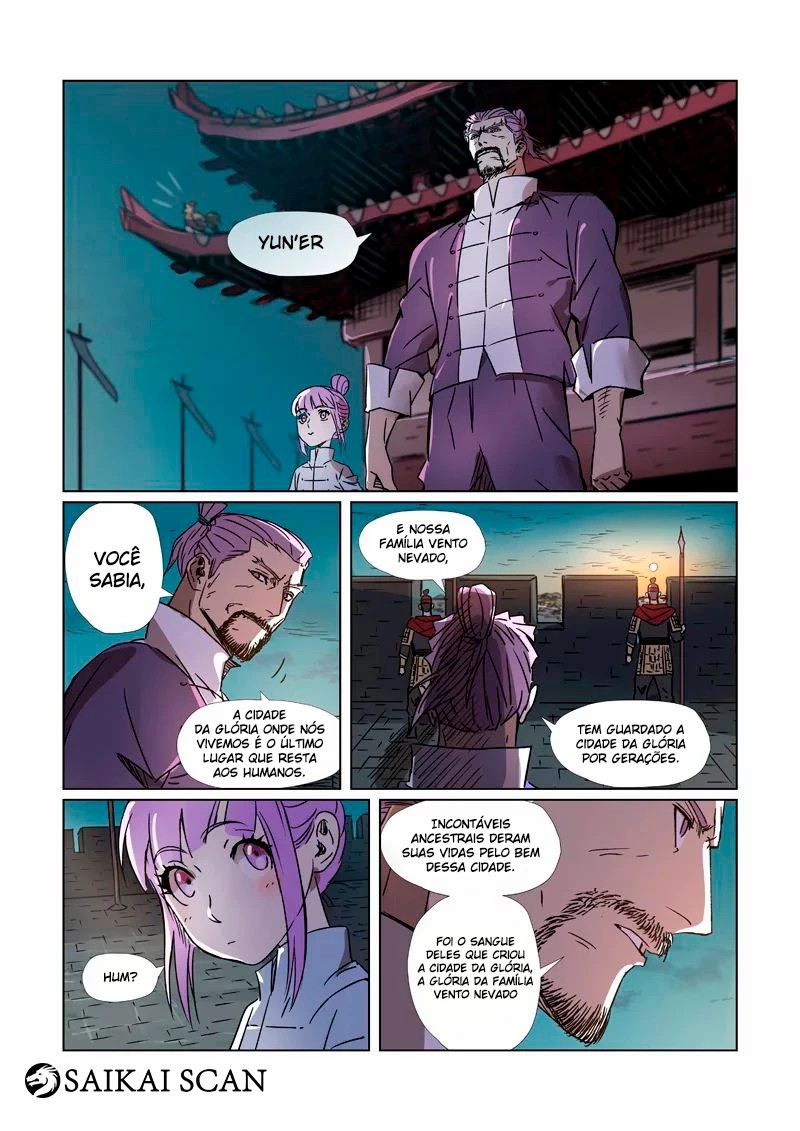 YUN'ER
VOCÊ
SABIA,
A CIDADE
DA GLÓRIA ONDE NÓS
VIVEMOS É O ÚLTIMO
LUGAR QUE RESTA
AOS HUMANOS.
E NOSSA
FAMÍLIA VENTO
NEVADO,
TEM GUARDADO A
CIDADE DA GLÓRIA
POR GERAÇÕES.
HUM?
INCONTÁVEIS
ANCESTRAIS DERAM
SUAS VIDAS PELO BEM
DESSA CIDADE.
FOI O SANGUE
DELES QUE CRIOU
A CIDADE DA GLÓRIA,
A GLÓRIA DA FAMÍLIA
VENTO NEVADO
SAIKAI SCAN